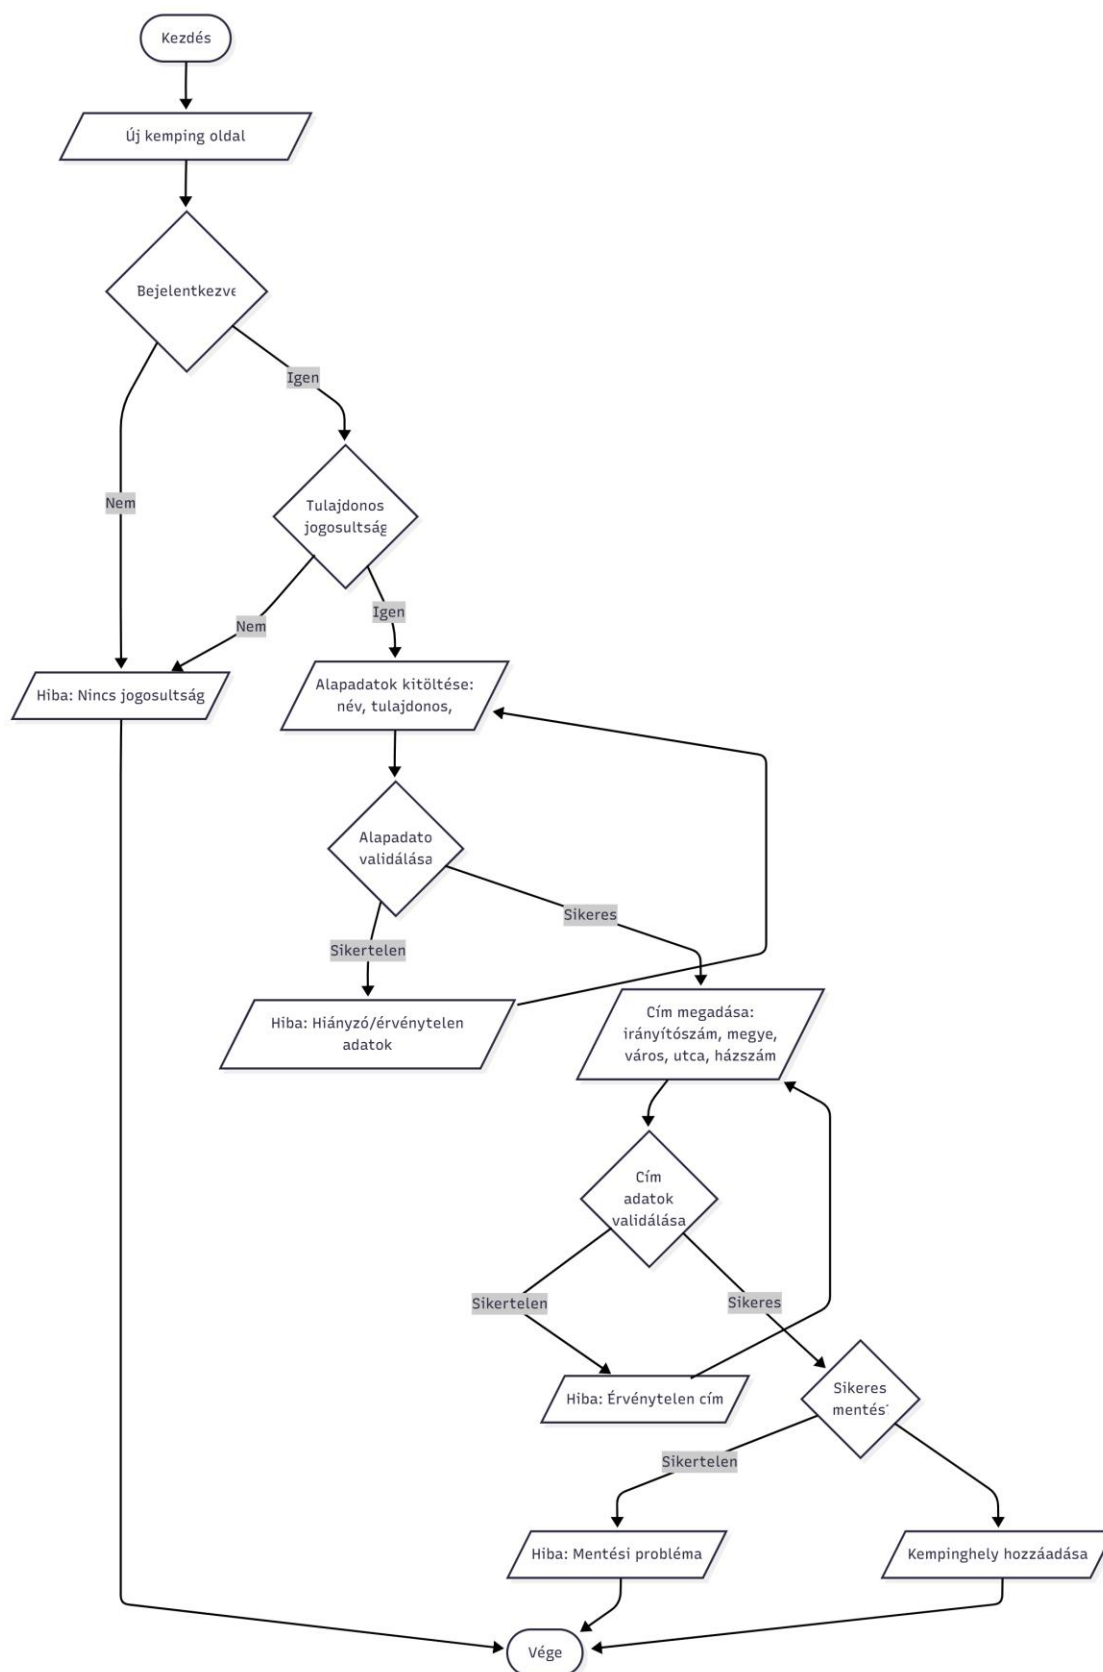 Kezdés
Új kemping oldal
Bejelentkezve
Igen
Nem
Tulajdonos
jogosultság
Igen
Nem
Hiba: Nincs jogosultság
Alapadatok kitöltése:
név, tulajdonos,
Alapadato
validálása
Sikeres
Sikertelen
Hiba: Hiányzó/érvénytelen
adatok
Cím megadása:
irányítószám, megye,
város, utca, házszám
Cím
adatok
validálása
Sikertelen
Sikeres
Hiba: Érvénytelen cím
Sikeres
mentés?
Sikertelen
Hiba: Mentési probléma
Kempinghely hozzáadása
Vége